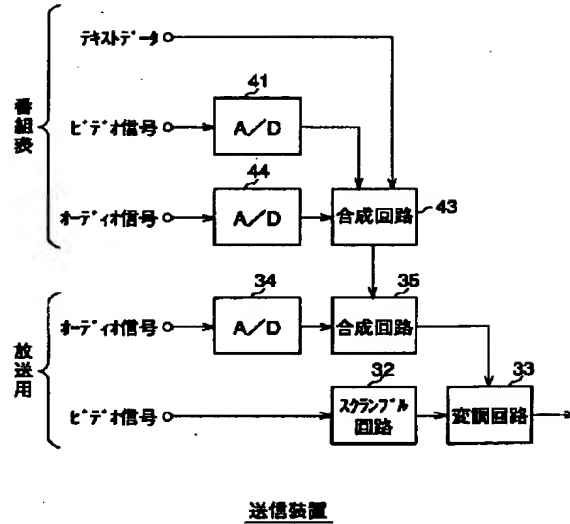 テキストデータ
41
番組表
ビデオ信号
A/D
44
オーディオ信号
A/D
合成回路
43
34
35
放送用
オーディオ信号
A/D
合成回路
32
33
ビデオ信号
スクランブル
回路
変調回路
送信装置